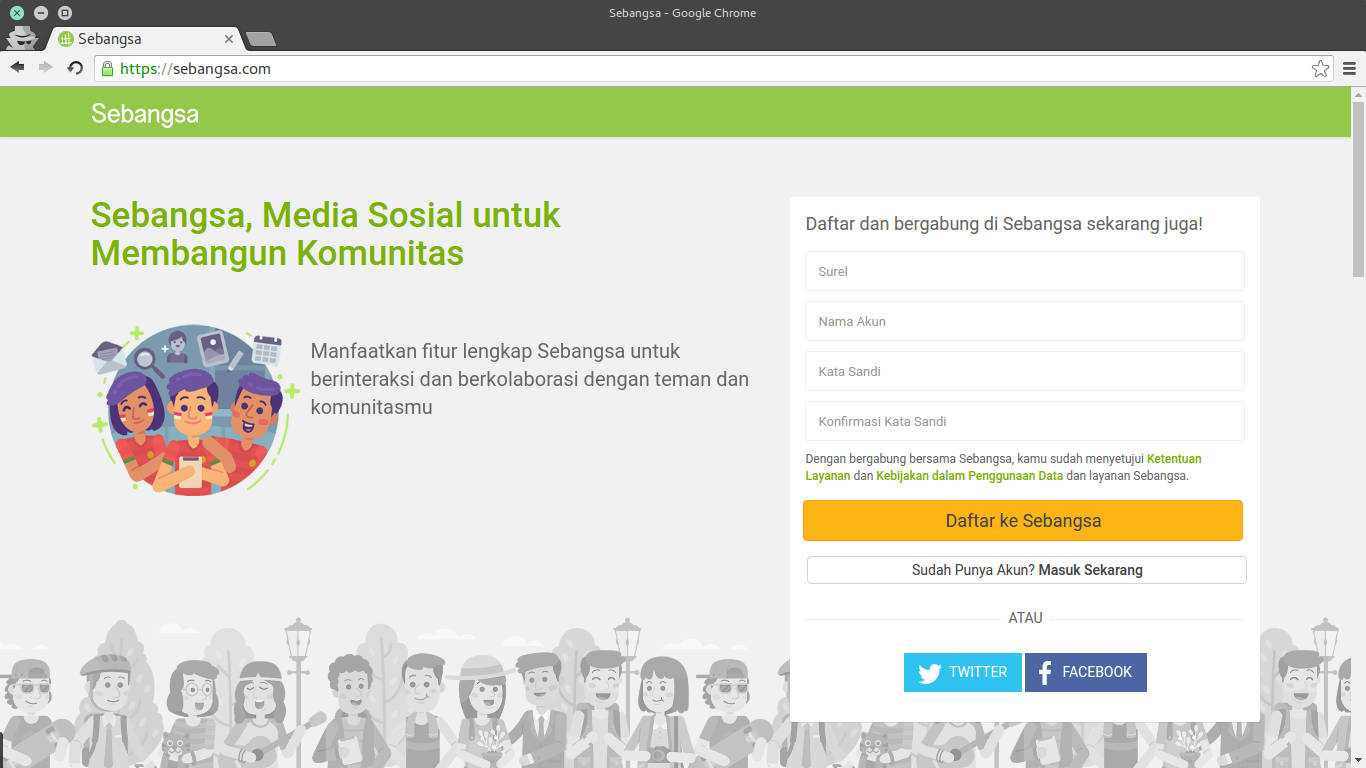 Sebangsa - Google Chrome
Sebangsa
https://sebangsa.com
Sebangsa
Sebangsa, Media Sosial untuk
Membangun Komunitas
Manfaatkan fitur lengkap Sebangsa untuk
berinteraksi dan berkolaborasi dengan teman dan
komunitasmu
Daftar dan bergabung di Sebangsa sekarang juga!
Surel
Nama Akun
Kata Sandi
Konfirmasi Kata Sandi
Dengan bergabung bersama Sebangsa, kamu sudah menyetujui Ketentuan
Layanan dan Kebijakan dalam Penggunaan Data dan layanan Sebangsa.
Daftar ke Sebangsa
Sudah Punya Akun? Masuk Sekarang
ATAU
TWITTER
FACEBOOK